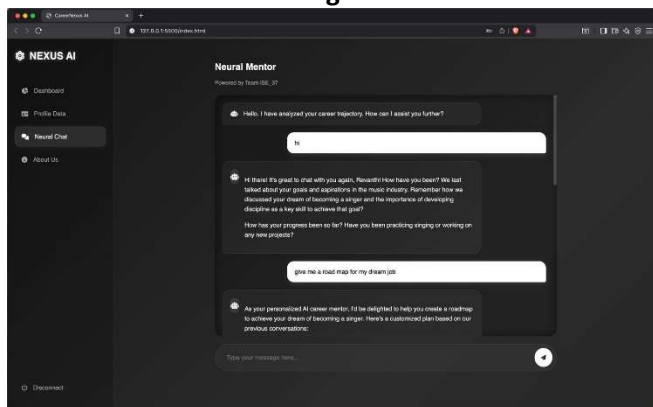 CareerNexus AI
127.0.0.1:5500/index.html
NEXUS AI
Dashboard
Profile Data
Neural Chat
About Us
Disconnect
Neural Mentor
Powered by Team ISE_37
Hello. I have analyzed your career trajectory. How can I assist you further?
hi
Hi there! It's great to chat with you again, Revanth! How have you been? We last
talked about your goals and aspirations in the music industry. Remember how we
discussed your dream of becoming a singer and the importance of developing
discipline as a key skill to achieve that goal?
How has your progress been so far? Have you been practicing singing or working on
any new projects?
give me a road map for my dream job
As your personalized AI career mentor, I'd be delighted to help you create a roadmap
to achieve your dream of becoming a singer. Here's a customized plan based on our
previous conversations:
Type your message here...